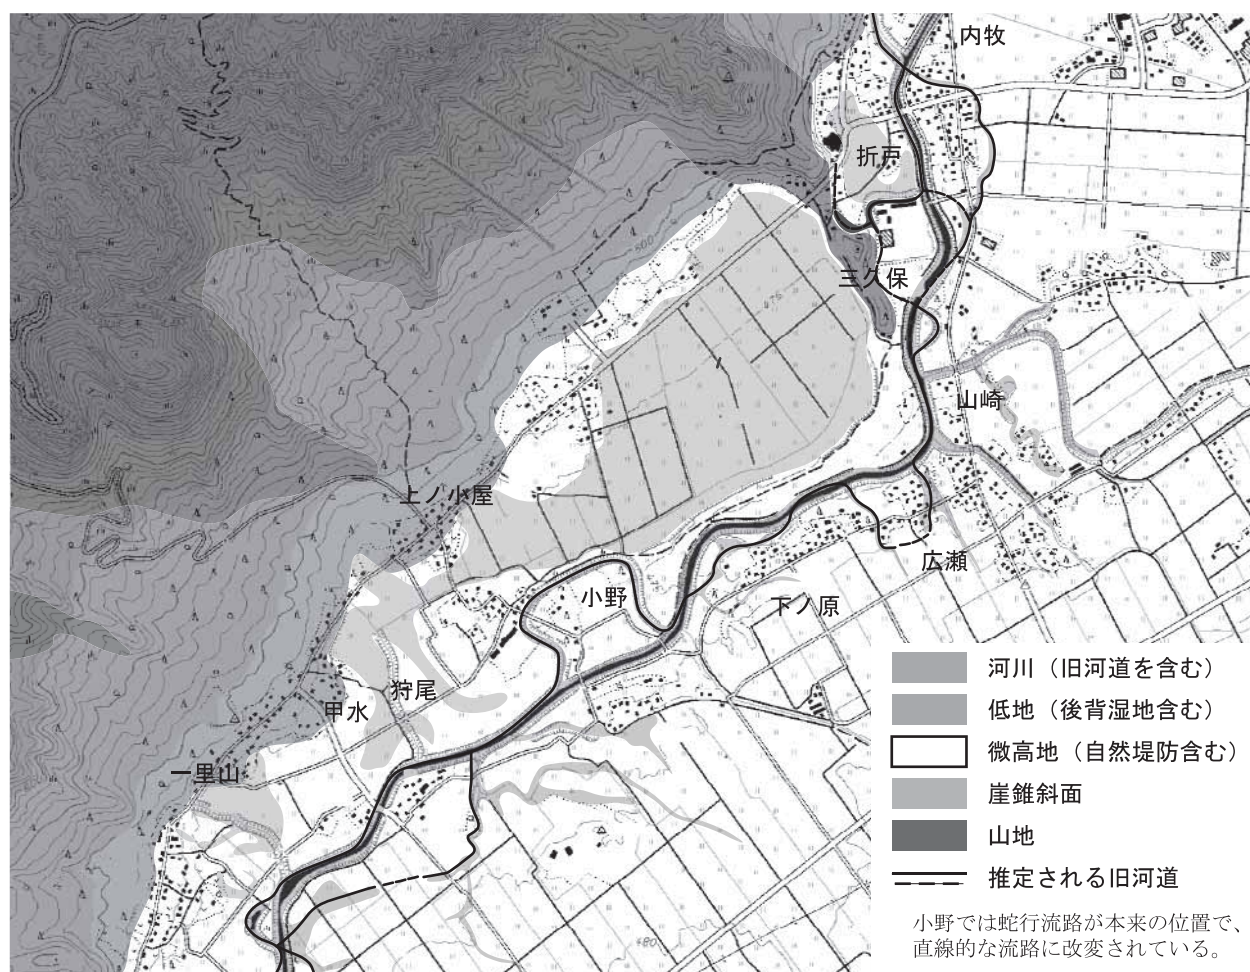 内牧
折戸
三久保
山崎
上ノ小屋
広瀬
小野
下ノ原
狩尾
甲水
一里山
500
480
河川（旧河道を含む）
低地（後背湿地含む）
微高地（自然堤防含む）
崖錐斜面
山地
推定される旧河道
小野では蛇行流路が本来の位置で、
直線的な流路に改変されている。